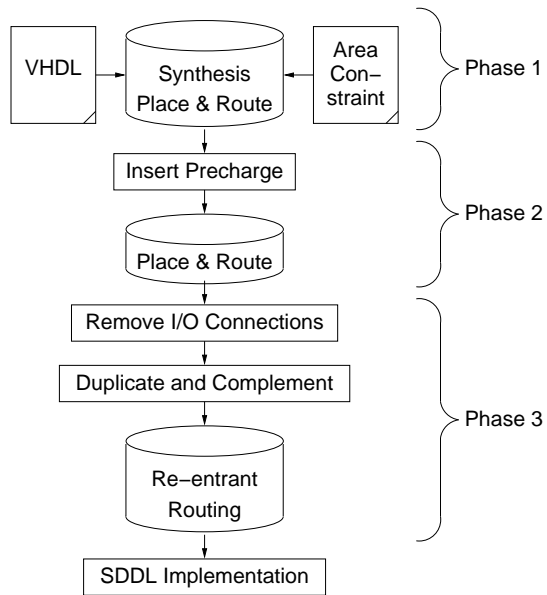 VHDL
Synthesis
Place & Route
Area
Con-
straint
Phase 1
Insert Precharge
Place & Route
Phase 2
Remove I/O Connections
Duplicate and Complement
Re-entrant
Routing
Phase 3
SDDL Implementation